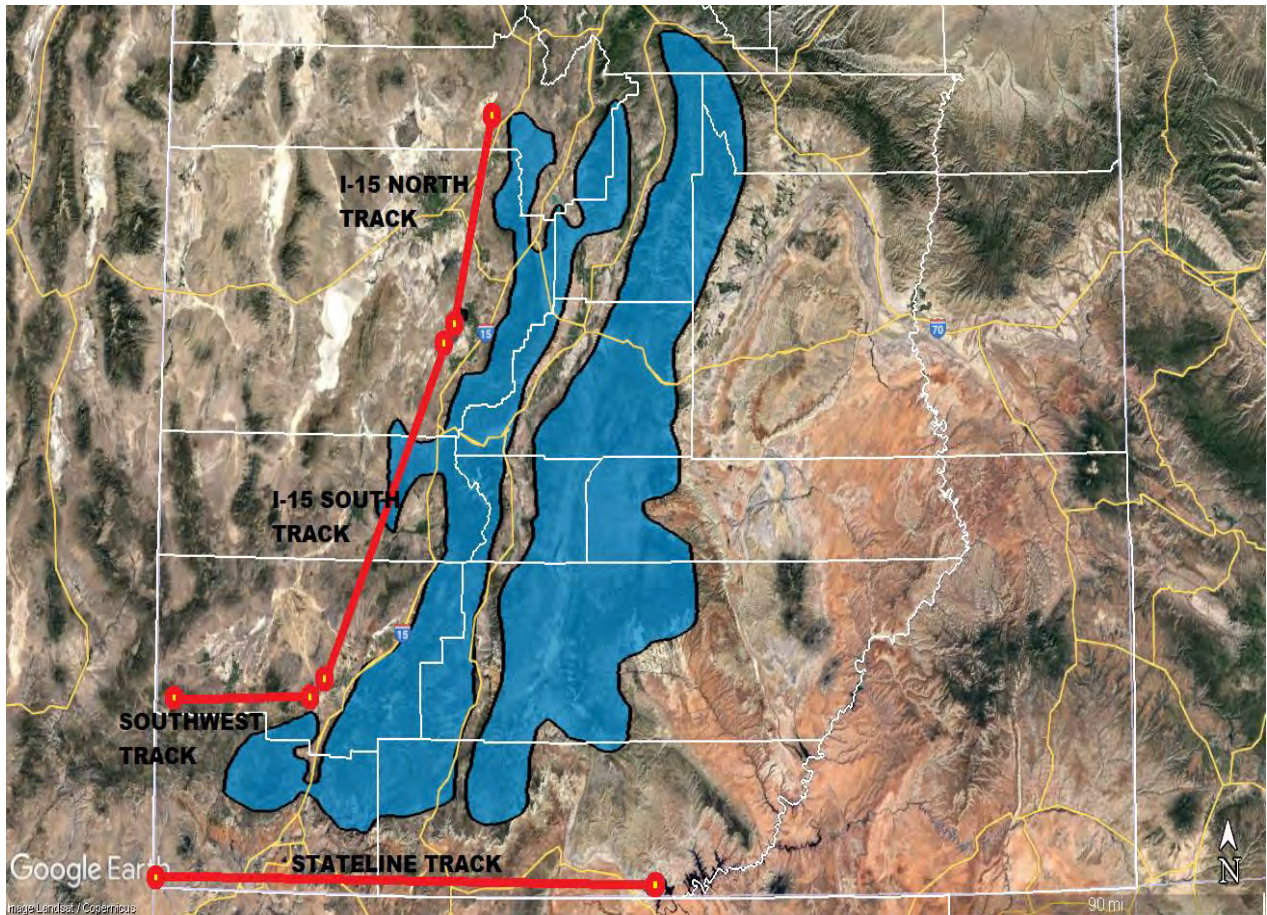 I-15 NORTH
TRACK
15
70
I-15 SOUTH
TRACK
15
SOUTHWEST
TRACK
STATELINE TRACK
Google Earth
N
90 mi
mage Landsat / Copernicus